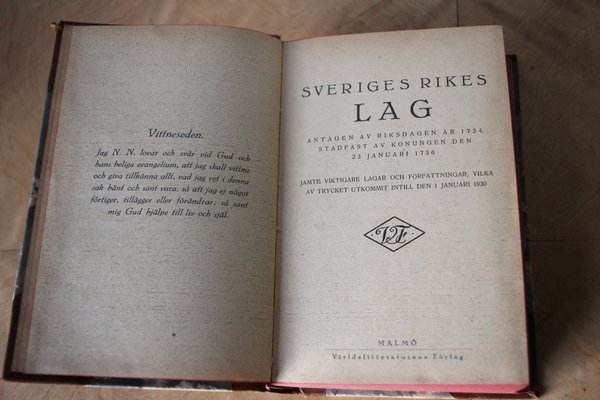 Vittneseden.
Jag N. N. lovar och svär vid Gud och
hans heliga evangelium, att jag skall vittna
och giva tillkänna allt, vad jag vet i denna
sak hänt och sant vara, så att jag ej något
förtiger, tillägger eller förändrar; så sant
mig Gud hjälpe till liv och själ.
SVERIGES RIKES
LAG
ANTAGEN AV RIKSDAGEN ÅR 1734,
STADFÄST AV KONUNGEN DEN
23 JANUARI 1736
JÄMTE VIKTIGARE LAGAR OCH FÖRFATTNINGAR, VILKA
AV TRYCKET UTKOMMIT INTILL DEN 1 JANUARI 1930
VF
MALMÖ
Världslitteraturens Förlag